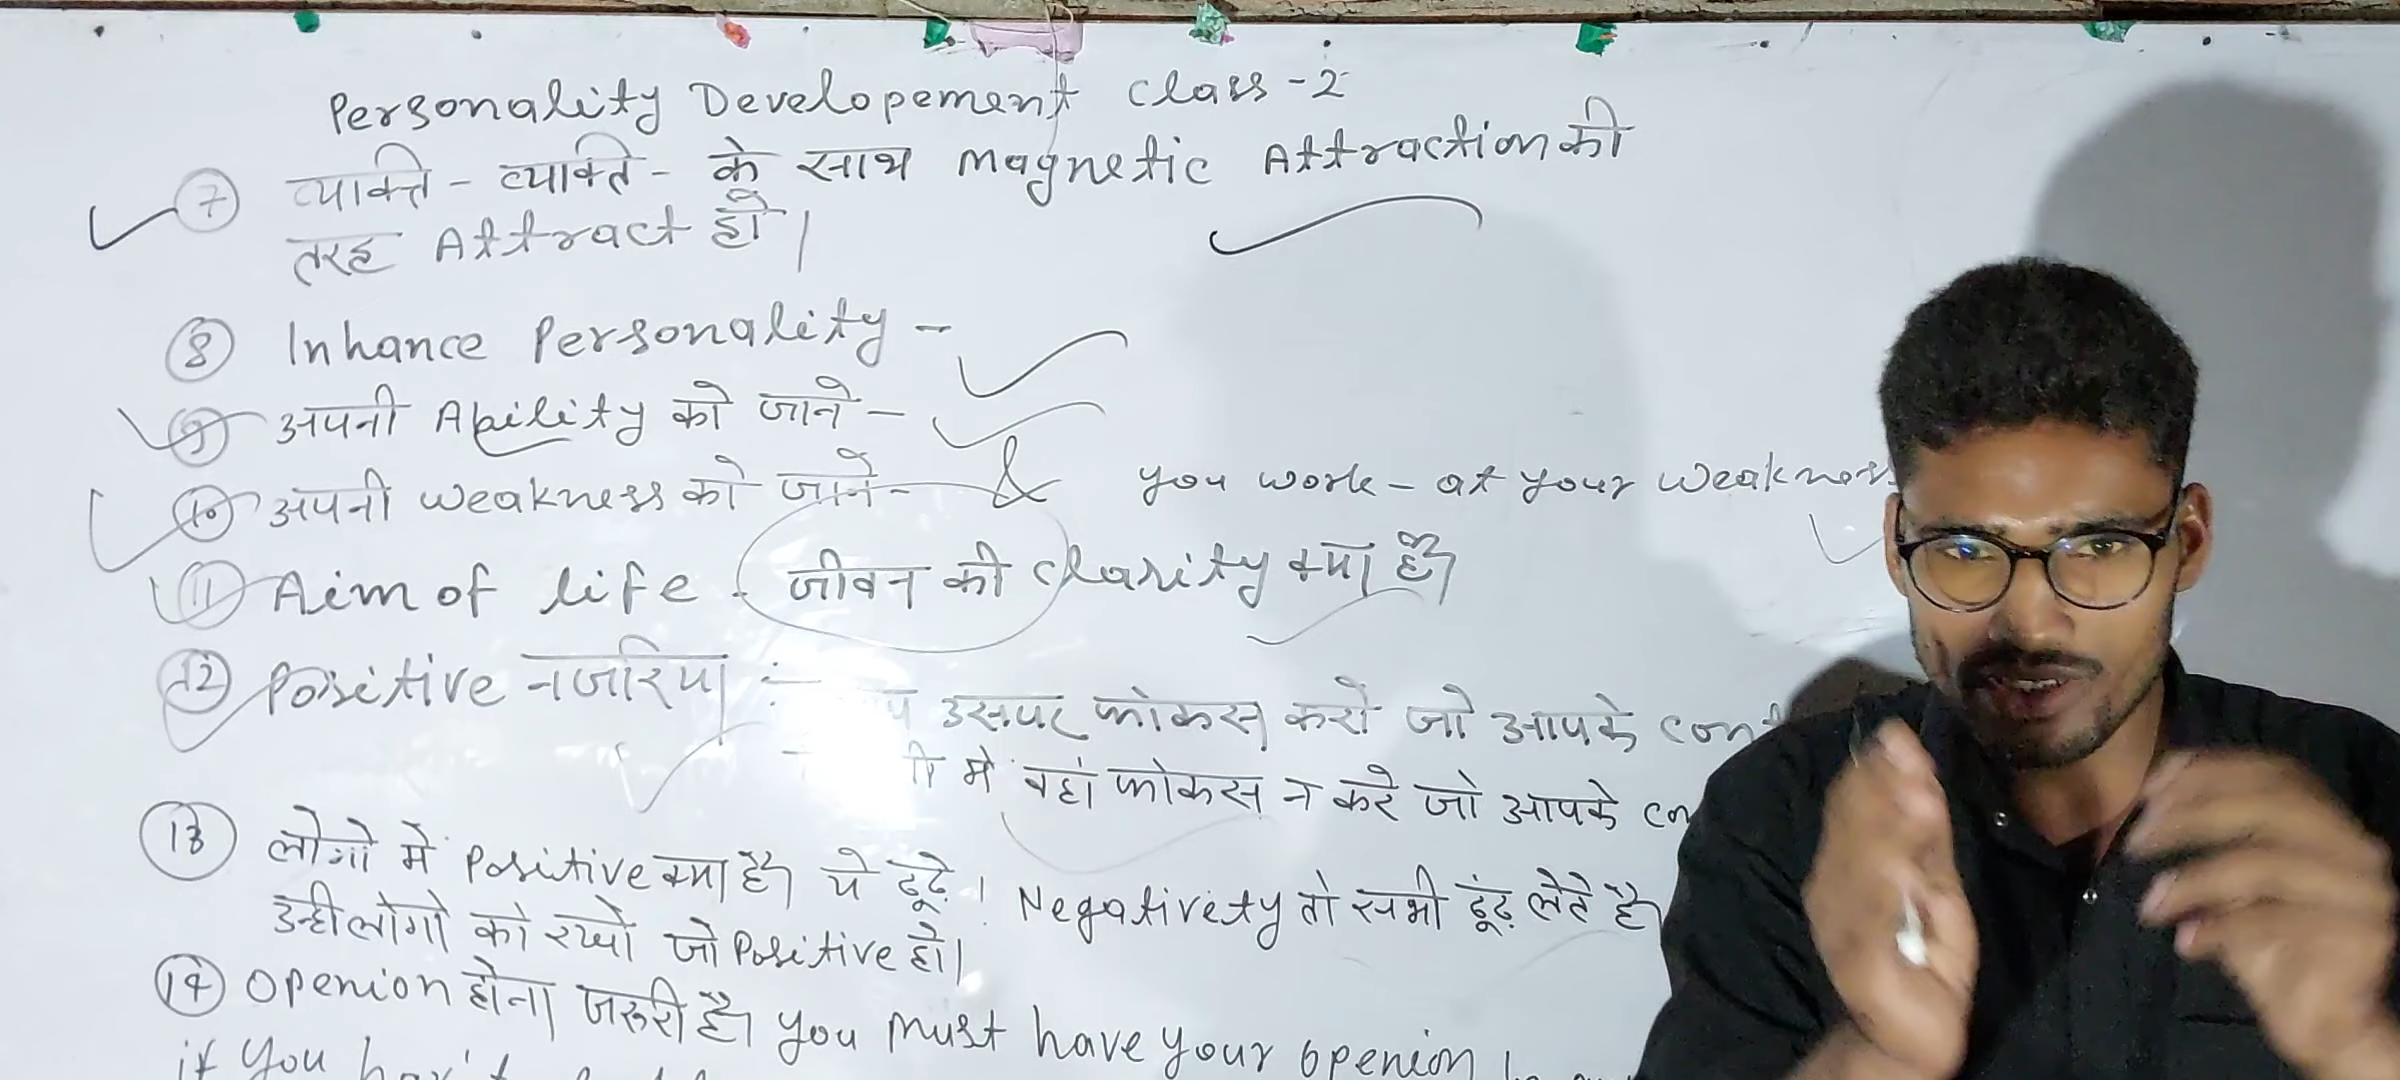 Personality Developement Class -2
⑦ व्यक्ति - व्यक्ति - के साथ magnetic Attraction की
तरह Attract हो।
⑧ Inhance Personality -
⑨ अपनी Ability को जाने -
⑩ अपनी weakness को जाने - & you work - at your weakness
⑪ Aim of life - जीवन की clarity क्या है
⑫ Positive नजरिया :-
उसपर फोकस करो जो आपके
मे वहां फोकस न करे जो आपके
⑬ लोगो मे Positive क्या है ये ढूढ़े। Negativety तो सभी ढूंढ़ लेते है
उन्ही लोगो को रखो जो Positive हो।
⑭ Openion होना जरूरी है you must have your openion
if you hav't